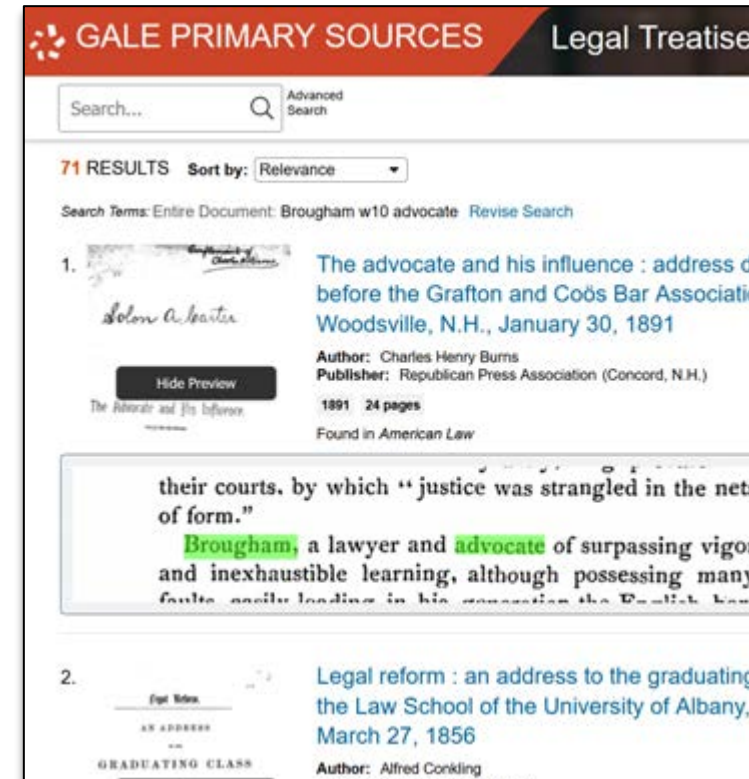 GALE PRIMARY SOURCES Legal Treatise
Search...
Advanced
Search
71 RESULTS Sort by: Relevance
Search Terms: Entire Document: Brougham w10 advocate Revise Search
1.
Solon A. Carter
Hide Preview
The Advocate and His Influence.
The advocate and his influence : address d
before the Grafton and Coös Bar Associati
Woodsville, N.H., January 30, 1891
Author: Charles Henry Burns
Publisher: Republican Press Association (Concord, N.H.)
1891 24 pages
Found in American Law
their courts, by which “ justice was strangled in the nets
of form.”
Brougham, a lawyer and advocate of surpassing vigor
and inexhaustible learning, although possessing many
2.
AN ADDRESS
GRADUATING CLASS
Legal reform : an address to the graduating
the Law School of the University of Albany,
March 27, 1856
Author: Alfred Conkling